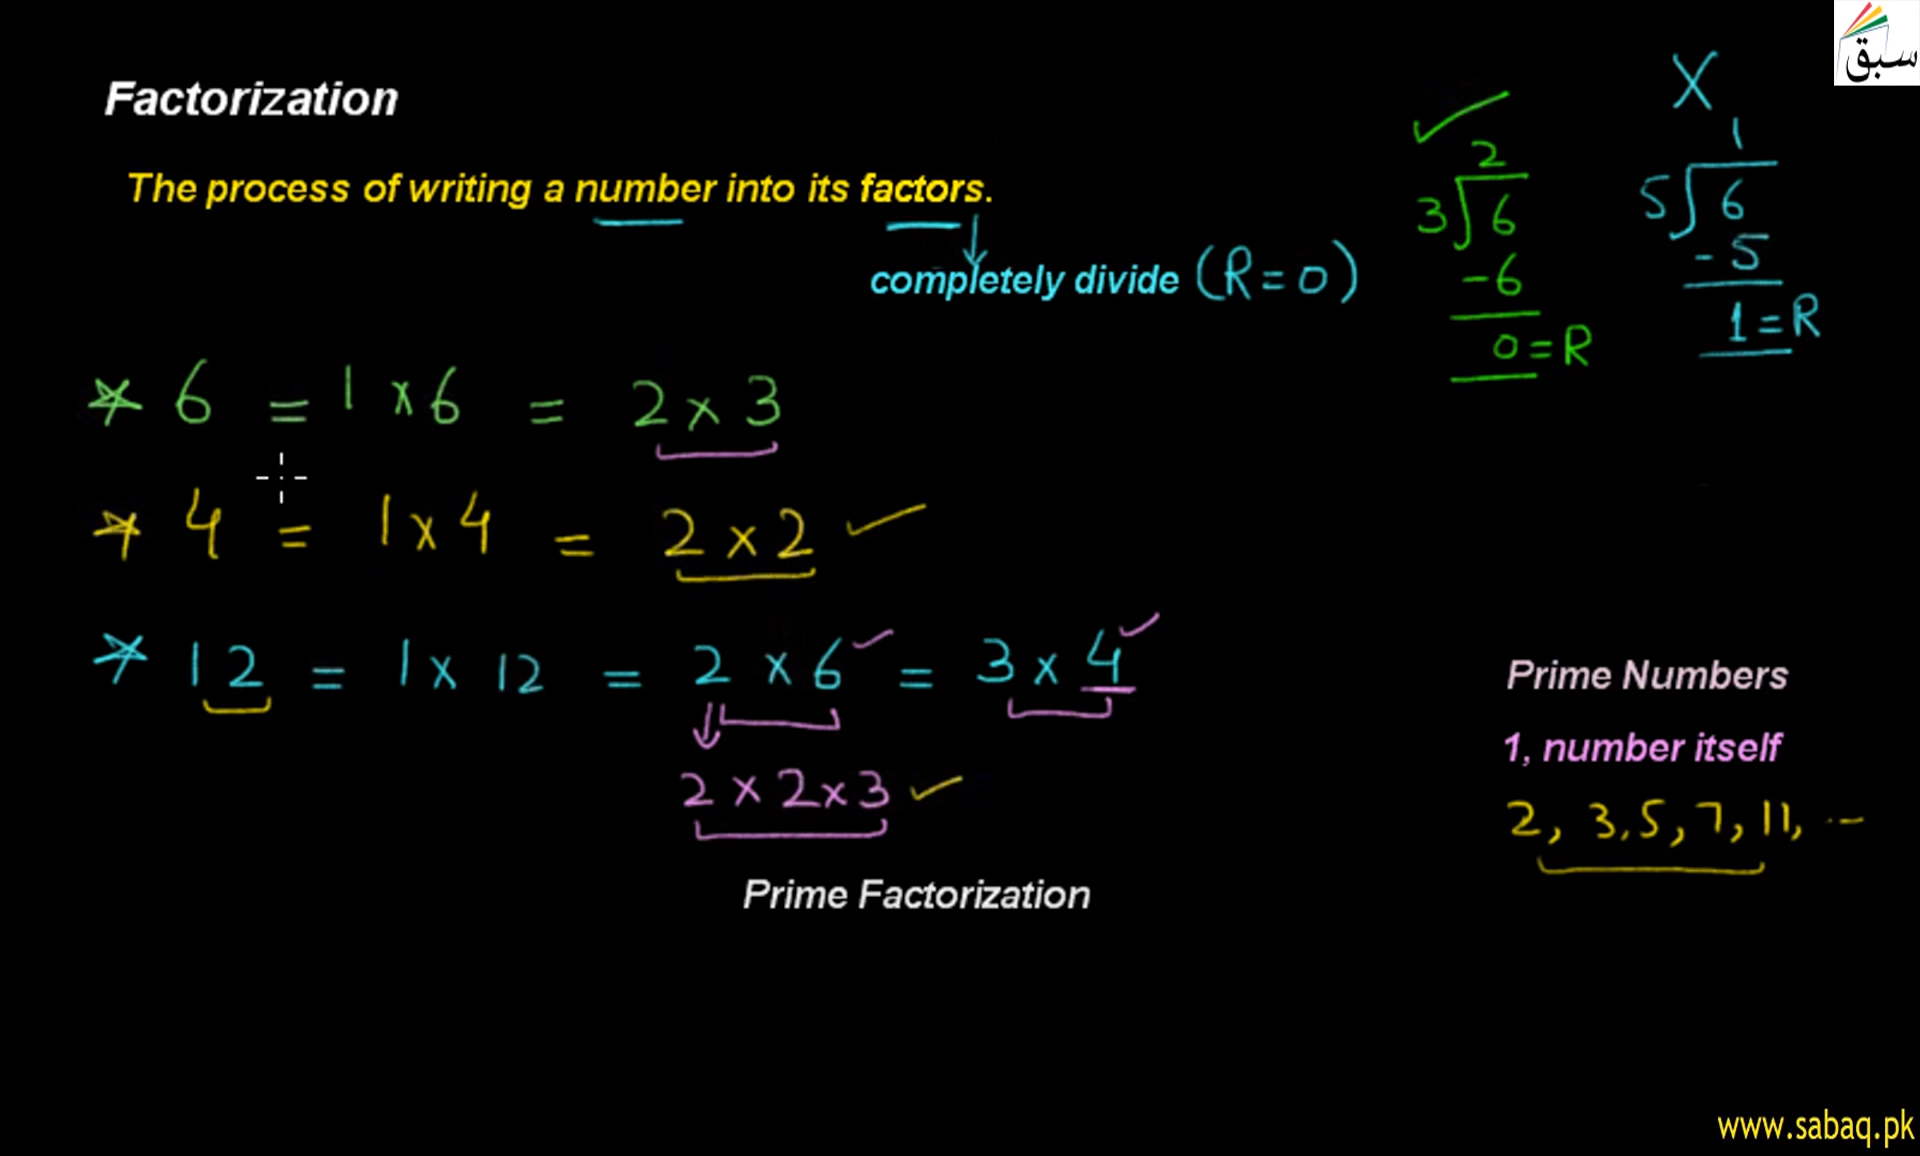 سبق
Factorization
The process of writing a number into its factors.
completely divide (R=0)
✓
2
3)6
-6
0=R
X
1
5)6
-5
1=R
* 6 = 1 x 6 = 2 x 3
* 4 = 1 x 4 = 2 x 2 ✓
* 12 = 1 x 12 = 2 x 6 ✓ = 3 x 4 ✓
2 x 2 x 3 ✓
Prime Factorization
Prime Numbers
1, number itself
2, 3, 5, 7, 11, --
www.sabaq.pk